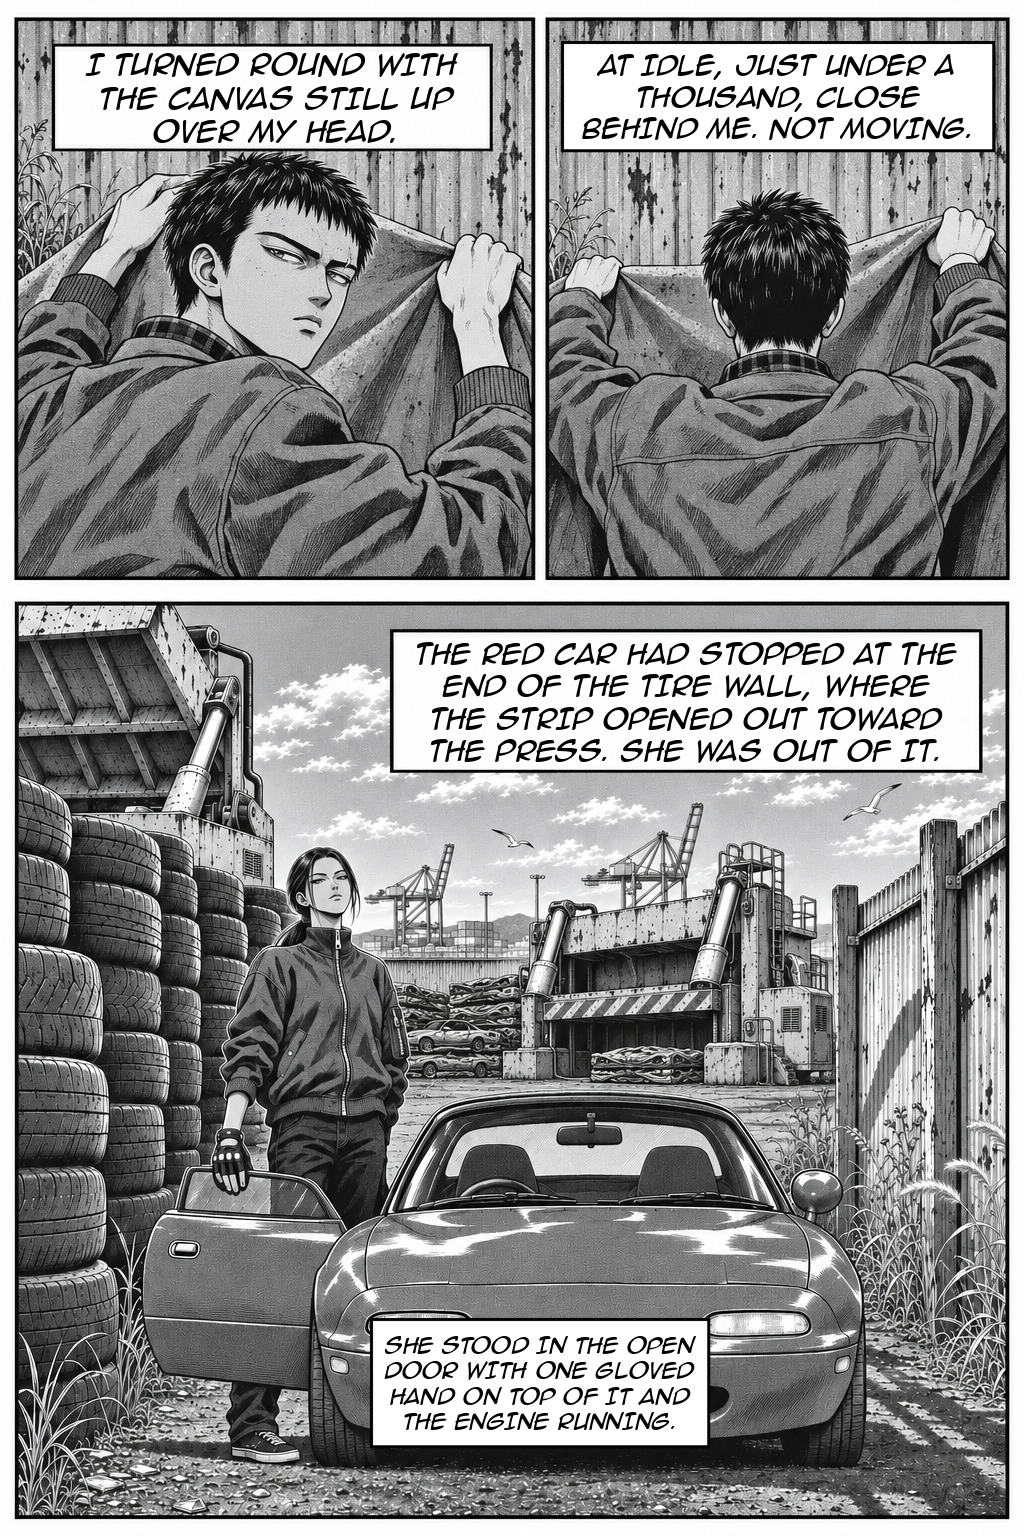 I TURNED ROUND WITH
THE CANVAS STILL UP
OVER MY HEAD.
AT IDLE, JUST UNDER A
THOUSAND, CLOSE
BEHIND ME. NOT MOVING.
THE RED CAR HAD STOPPED AT THE
END OF THE TIRE WALL, WHERE
THE STRIP OPENED OUT TOWARD
THE PRESS. SHE WAS OUT OF IT.
SHE STOOD IN THE OPEN
DOOR WITH ONE GLOVED
HAND ON TOP OF IT AND
THE ENGINE RUNNING.